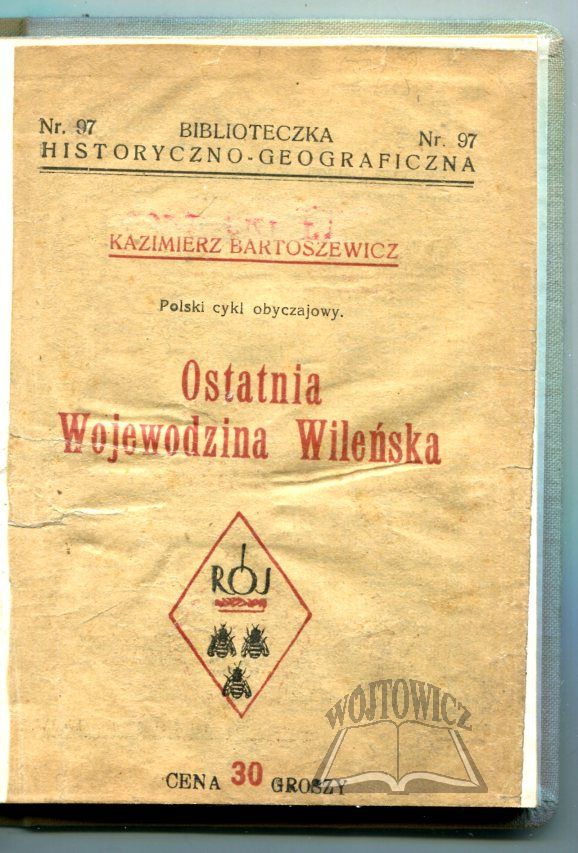 Nr. 97 BIBLIOTECZKA Nr. 97
HISTORYCZNO-GEOGRAFICZNA
KAZIMIERZ BARTOSZEWICZ
Polski cykl obyczajowy.
Ostatnia
Wojewodzina Wileńska
RÓJ
WÓJTOWICZ
CENA 30 GROSZY